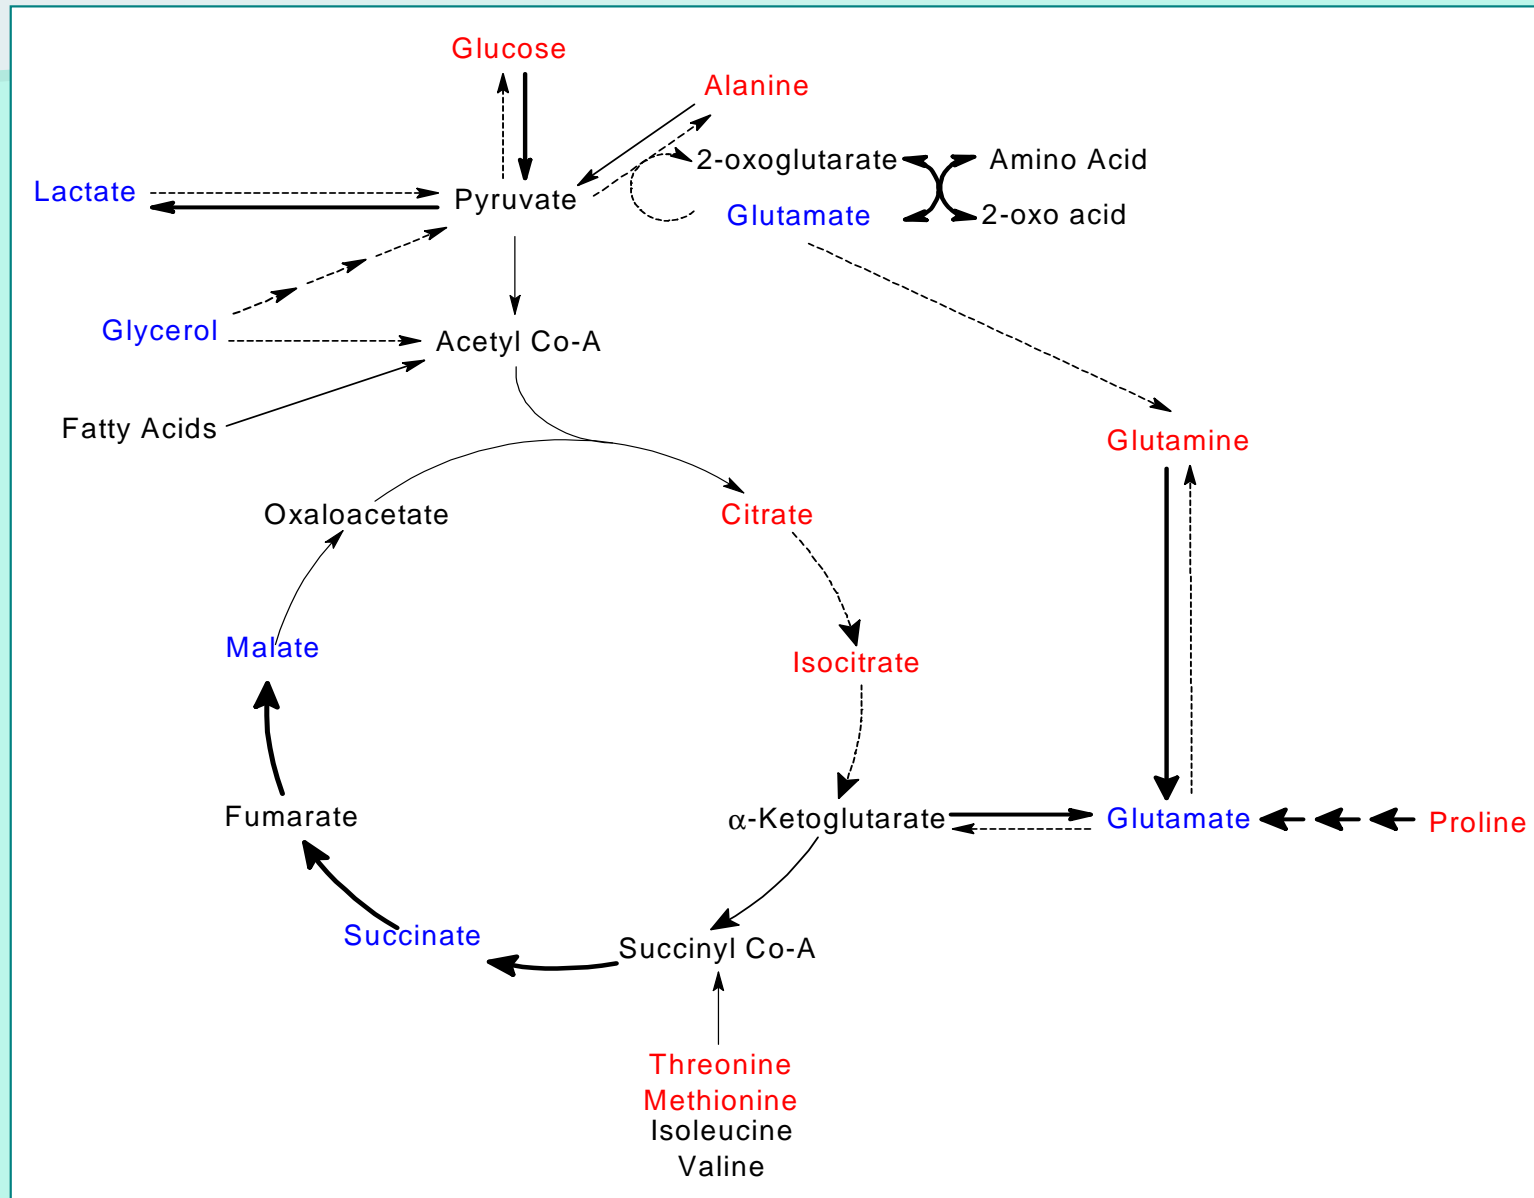 Glucose
Alanine
2-oxoglutarate
Amino Acid
Lactate
Pyruvate
Glutamate
2-oxo acid
Glycerol
Acetyl Co-A
Fatty Acids
Glutamine
Oxaloacetate
Citrate
Malate
Isocitrate
Fumarate
α-Ketoglutarate
Glutamate
Proline
Succinate
Succinyl Co-A
Threonine
Methionine
Isoleucine
Valine